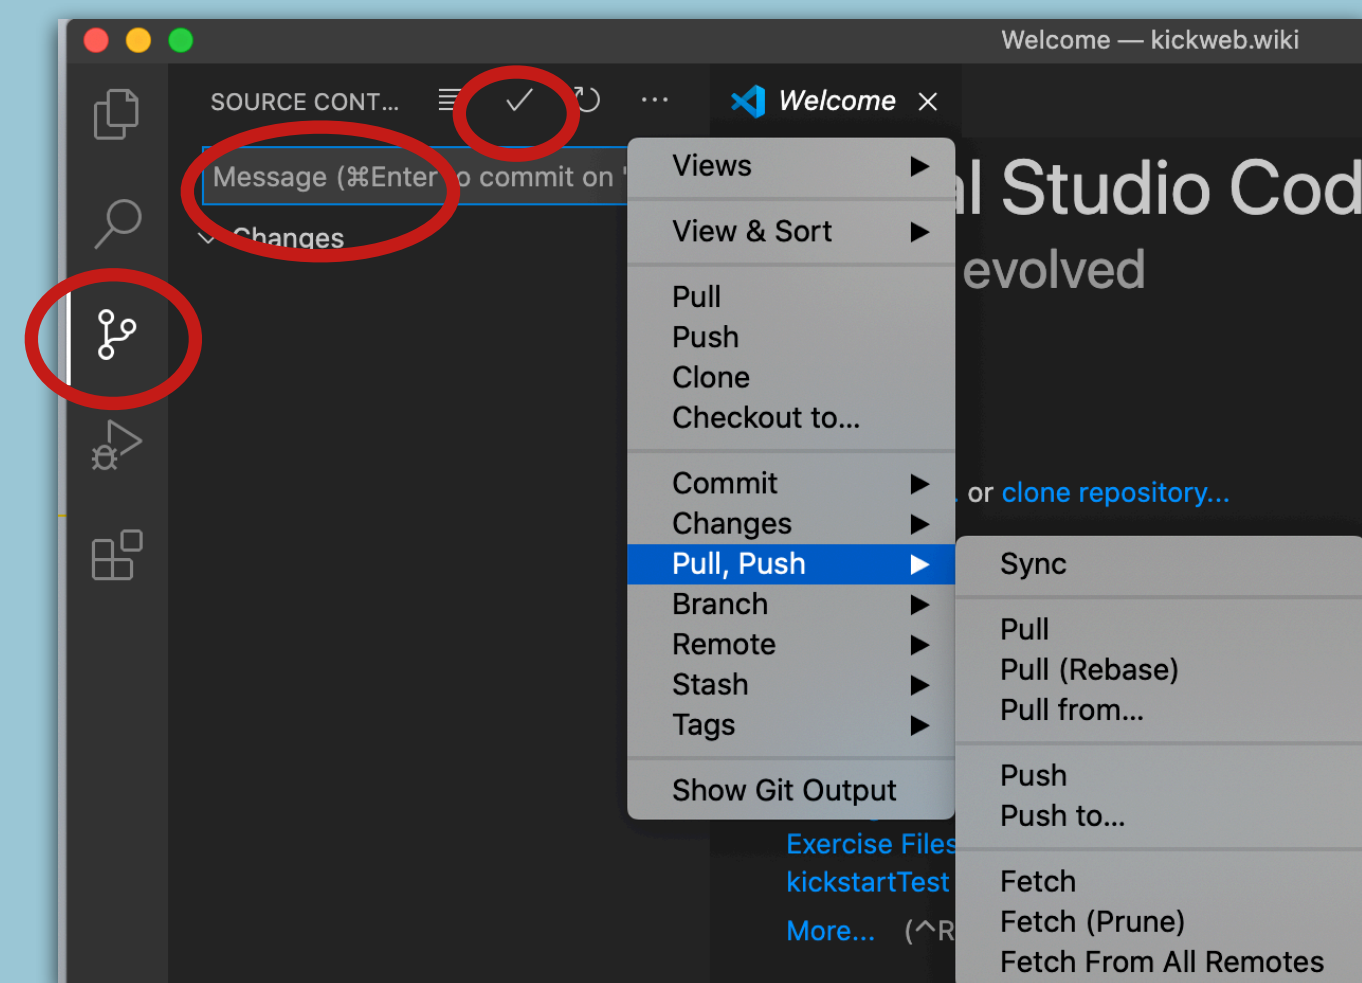 Welcome — kickweb.wiki
SOURCE CONT...
Welcome
Message (⌘Enter to commit on '
Changes
l Studio Cod
evolved
Views
View & Sort
Pull
Push
Clone
Checkout to...
Commit
Changes
Pull, Push
Branch
Remote
Stash
Tags
Show Git Output
or clone repository...
Sync
Pull
Pull (Rebase)
Pull from...
Push
Push to...
Fetch
Fetch (Prune)
Fetch From All Remotes
Exercise Files
kickstartTest
More... (^R